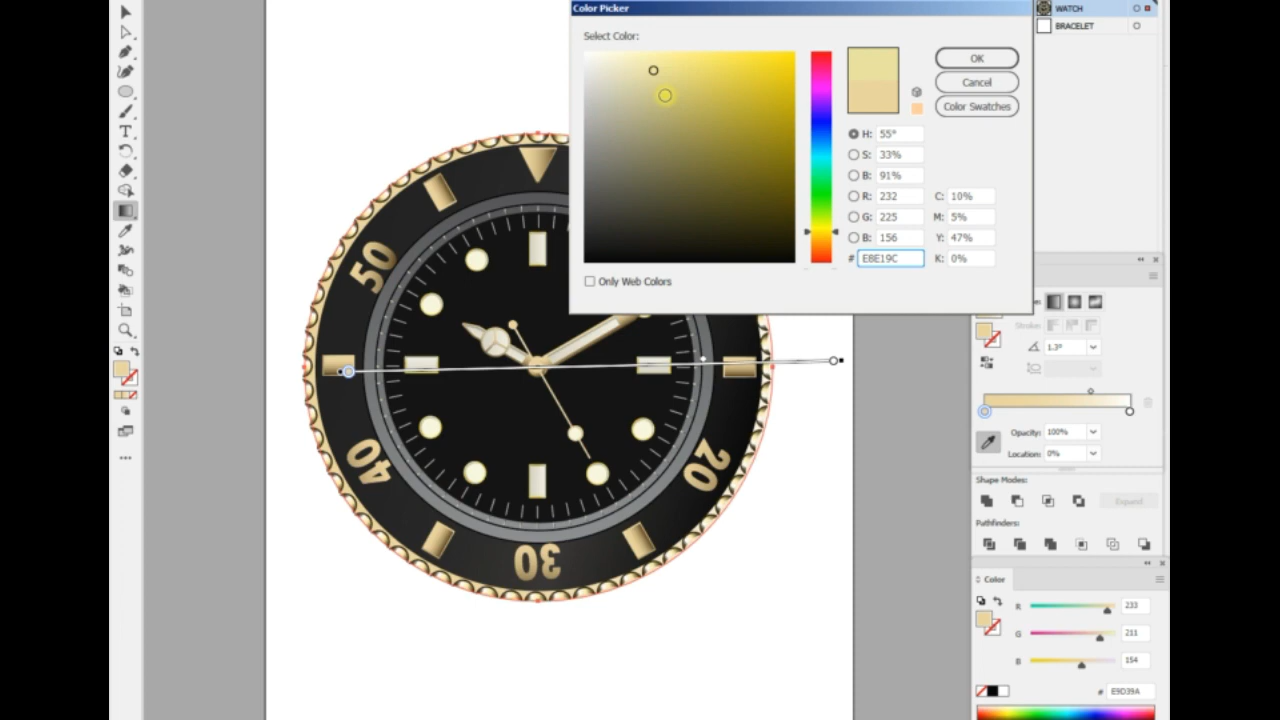 Color Picker
WATCH
BRACELET
Select Color:
OK
Cancel
Color Swatches
H: 55°
S: 33%
B: 91%
R: 232
C: 10%
G: 225
M: 5%
B: 156
Y: 47%
# E8E19C
K: 0%
Only Web Colors
Stroke:
1.3°
Opacity: 100%
Location: 0%
Shape Modes:
Expand
Pathfinders:
Color
R 233
G 211
B 154
# E9D39A
50
40
30
20
T